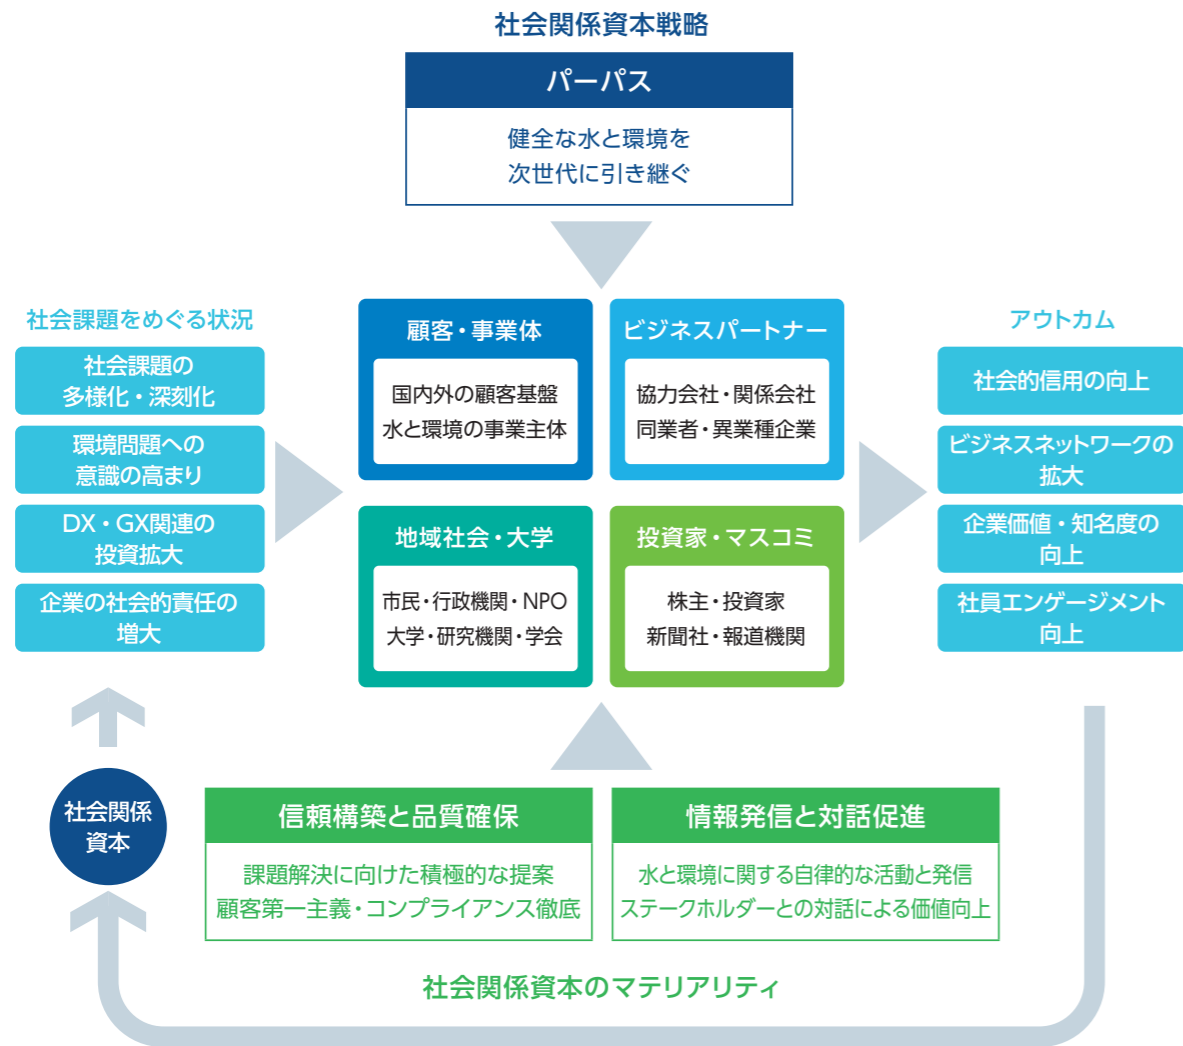 社会関係資本戦略
パーパス
健全な水と環境を
次世代に引き継ぐ
社会課題をめぐる状況
社会課題の
多様化・深刻化
環境問題への
意識の高まり
DX・GX関連の
投資拡大
企業の社会的責任の
増大
顧客・事業体
国内外の顧客基盤
水と環境の事業主体
ビジネスパートナー
協力会社・関係会社
同業者・異業種企業
地域社会・大学
市民・行政機関・NPO
大学・研究機関・学会
投資家・マスコミ
株主・投資家
新聞社・報道機関
アウトカム
社会的信用の向上
ビジネスネットワークの
拡大
企業価値・知名度の
向上
社員エンゲージメント
向上
社会関係
資本
信頼構築と品質確保
課題解決に向けた積極的な提案
顧客第一主義・コンプライアンス徹底
情報発信と対話促進
水と環境に関する自律的な活動と発信
ステークホルダーとの対話による価値向上
社会関係資本のマテリアリティ